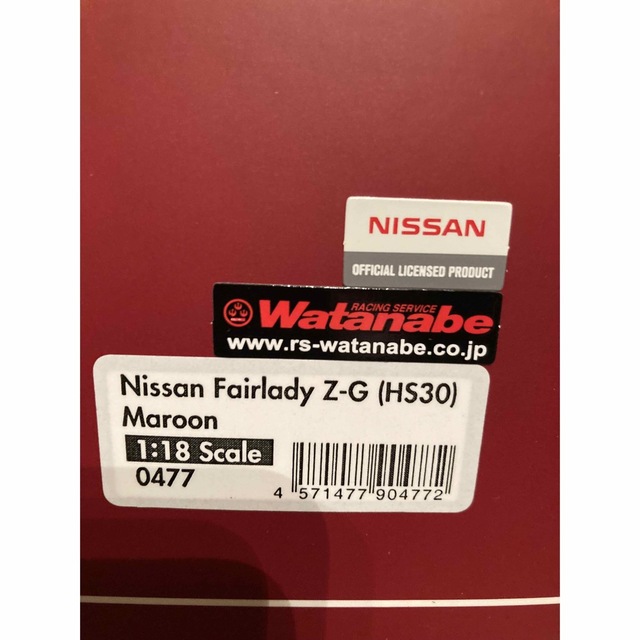 NISSAN
OFFICIAL LICENSED PRODUCT
RACING SERVICE
Watanabe
www.rs-watanabe.co.jp
Nissan Fairlady Z-G (HS30)
Maroon
1:18 Scale
0477
4 571477 904772